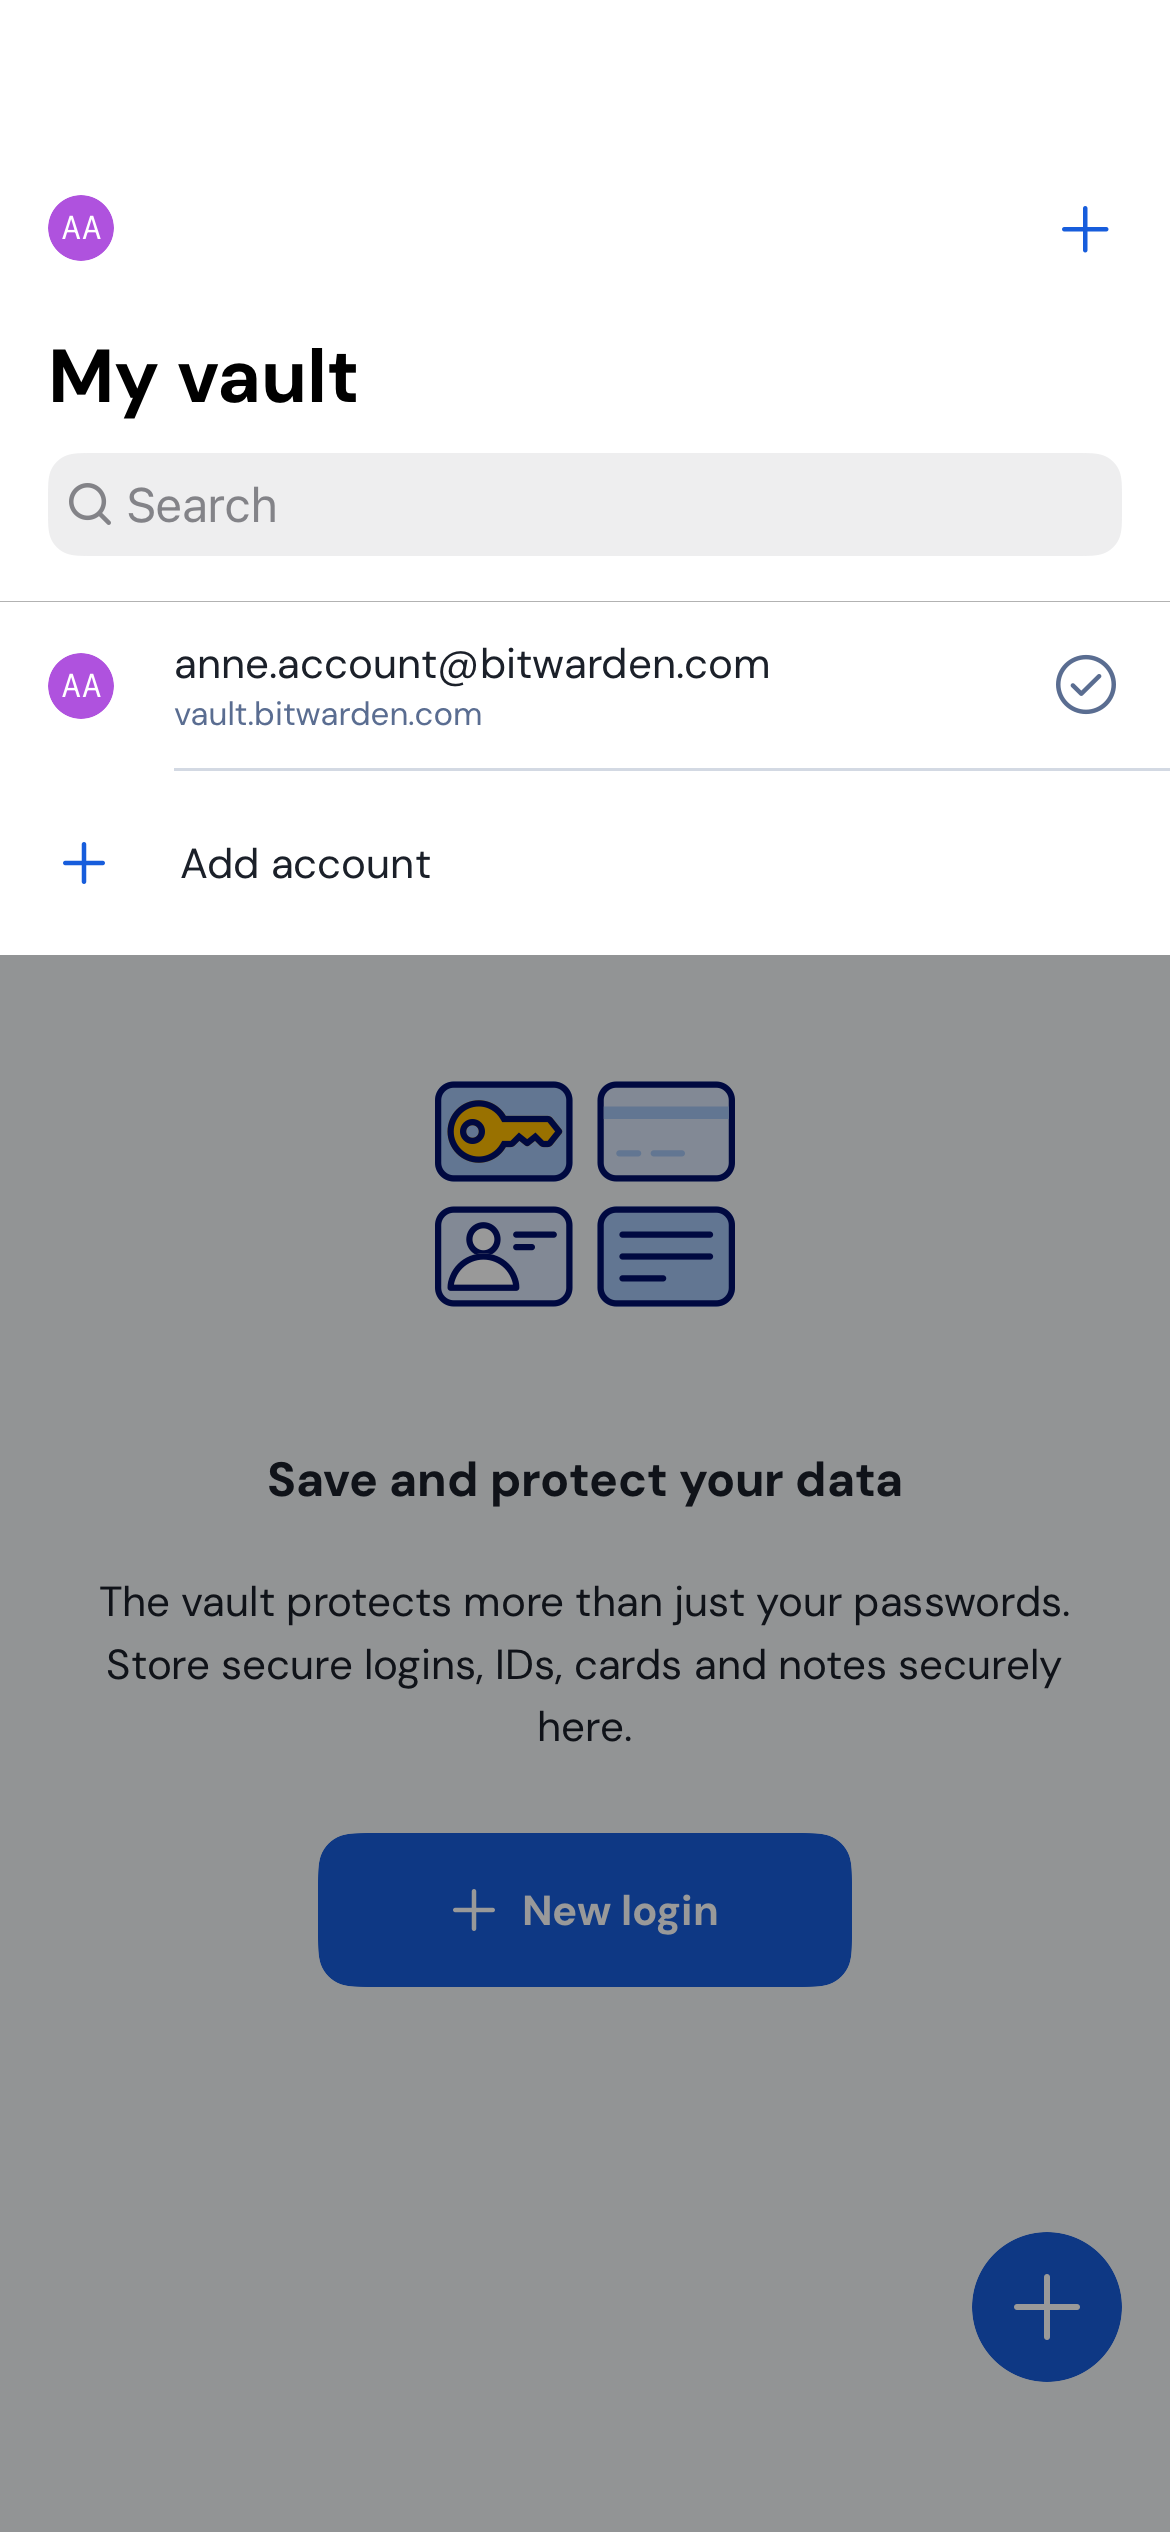 AA
My vault
Search
AA
anne.account@bitwarden.com
vault.bitwarden.com
Add account
Save and protect your data
The vault protects more than just your passwords.
Store secure logins, IDs, cards and notes securely
here.
New login